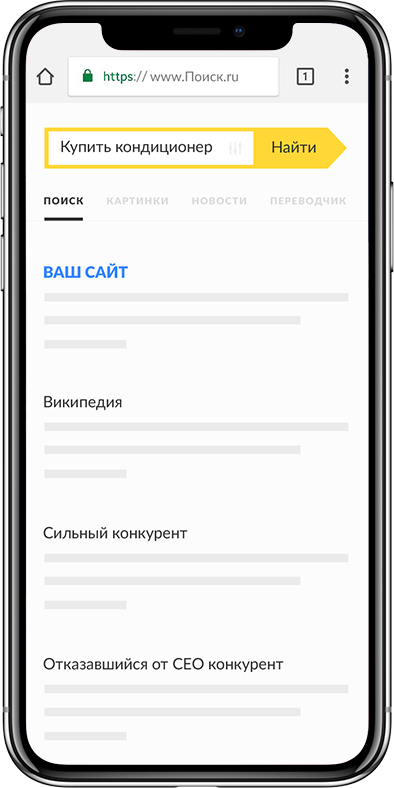 https:// www.Поиск.ru
1
Купить кондиционер Найти
ПОИСК КАРТИНКИ НОВОСТИ ПЕРЕВОДЧИК
ВАШ САЙТ
Википедия
Сильный конкурент
Отказавшийся от СЕО конкурент